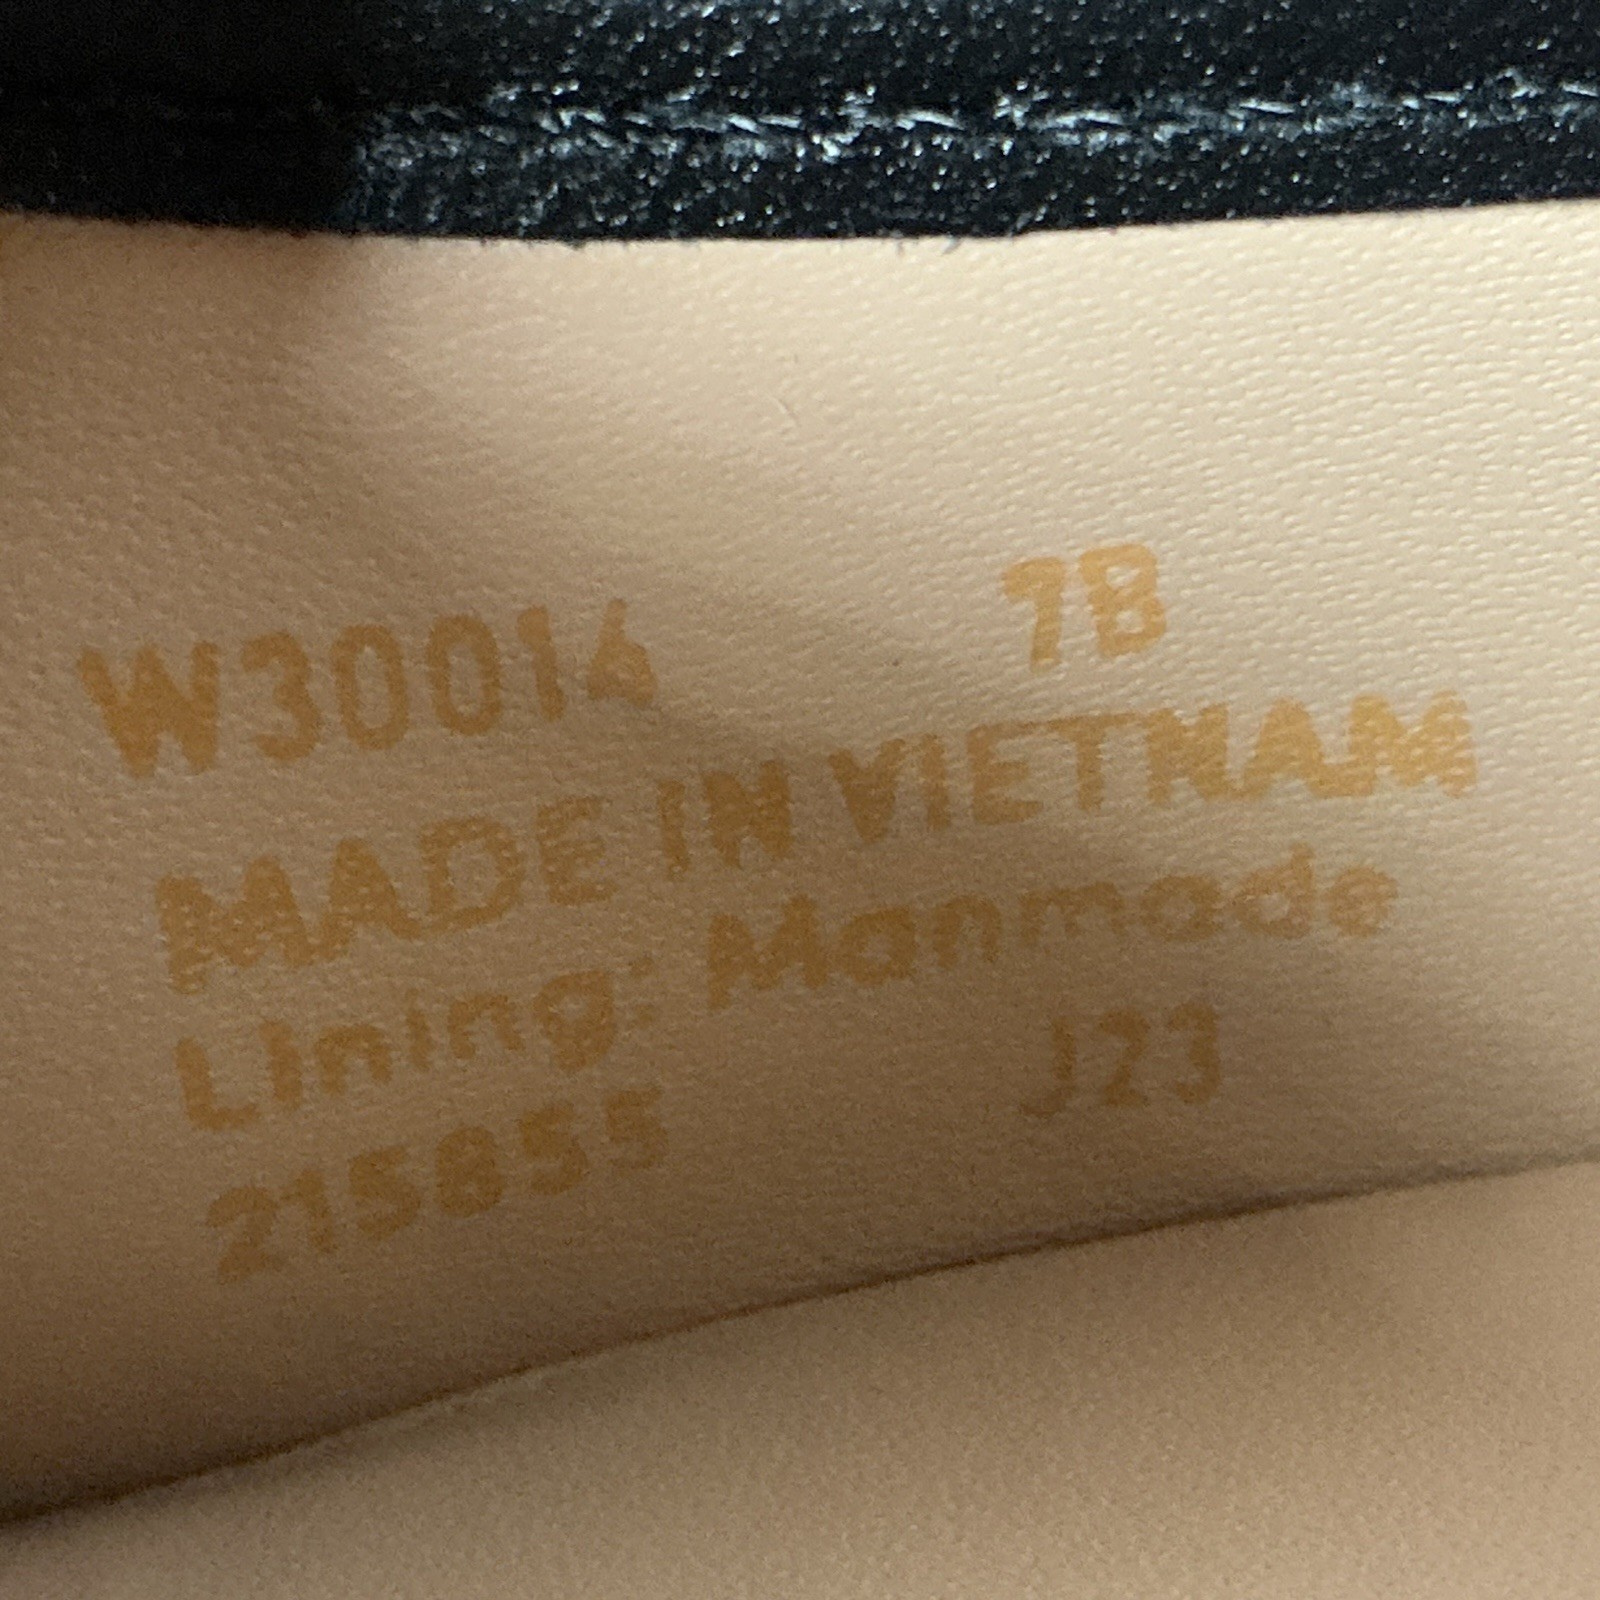 W30014 7B
MADE IN VIETNAM
Lining: Manmade
215855 J23